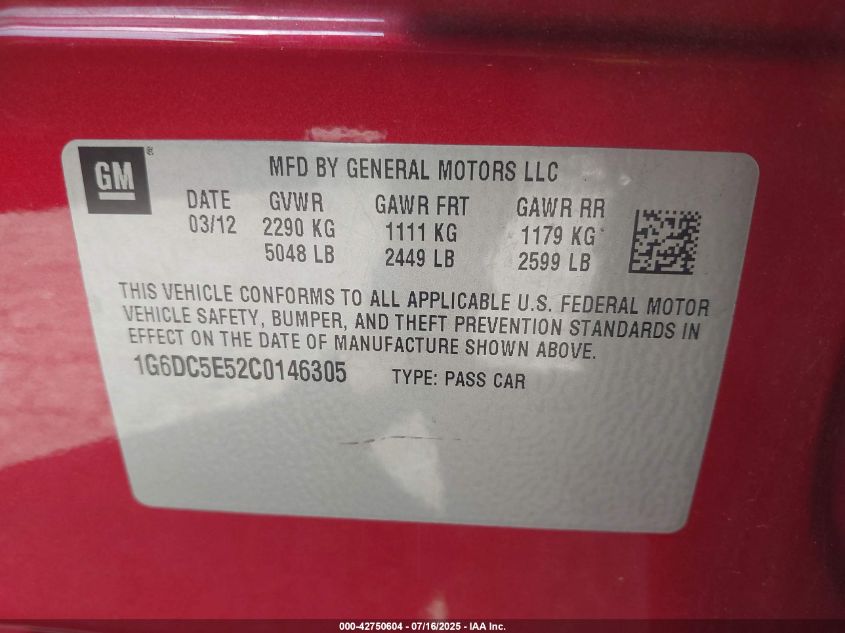 GM ®
MFD BY GENERAL MOTORS LLC
DATE GVWR GAWR FRT GAWR RR
03/12 2290 KG 1111 KG 1179 KG
5048 LB 2449 LB 2599 LB
THIS VEHICLE CONFORMS TO ALL APPLICABLE U.S. FEDERAL MOTOR
VEHICLE SAFETY, BUMPER, AND THEFT PREVENTION STANDARDS IN
EFFECT ON THE DATE OF MANUFACTURE SHOWN ABOVE.
1G6DC5E52C0146305 TYPE: PASS CAR
000-42750604 - 07/16/2025 - IAA Inc.